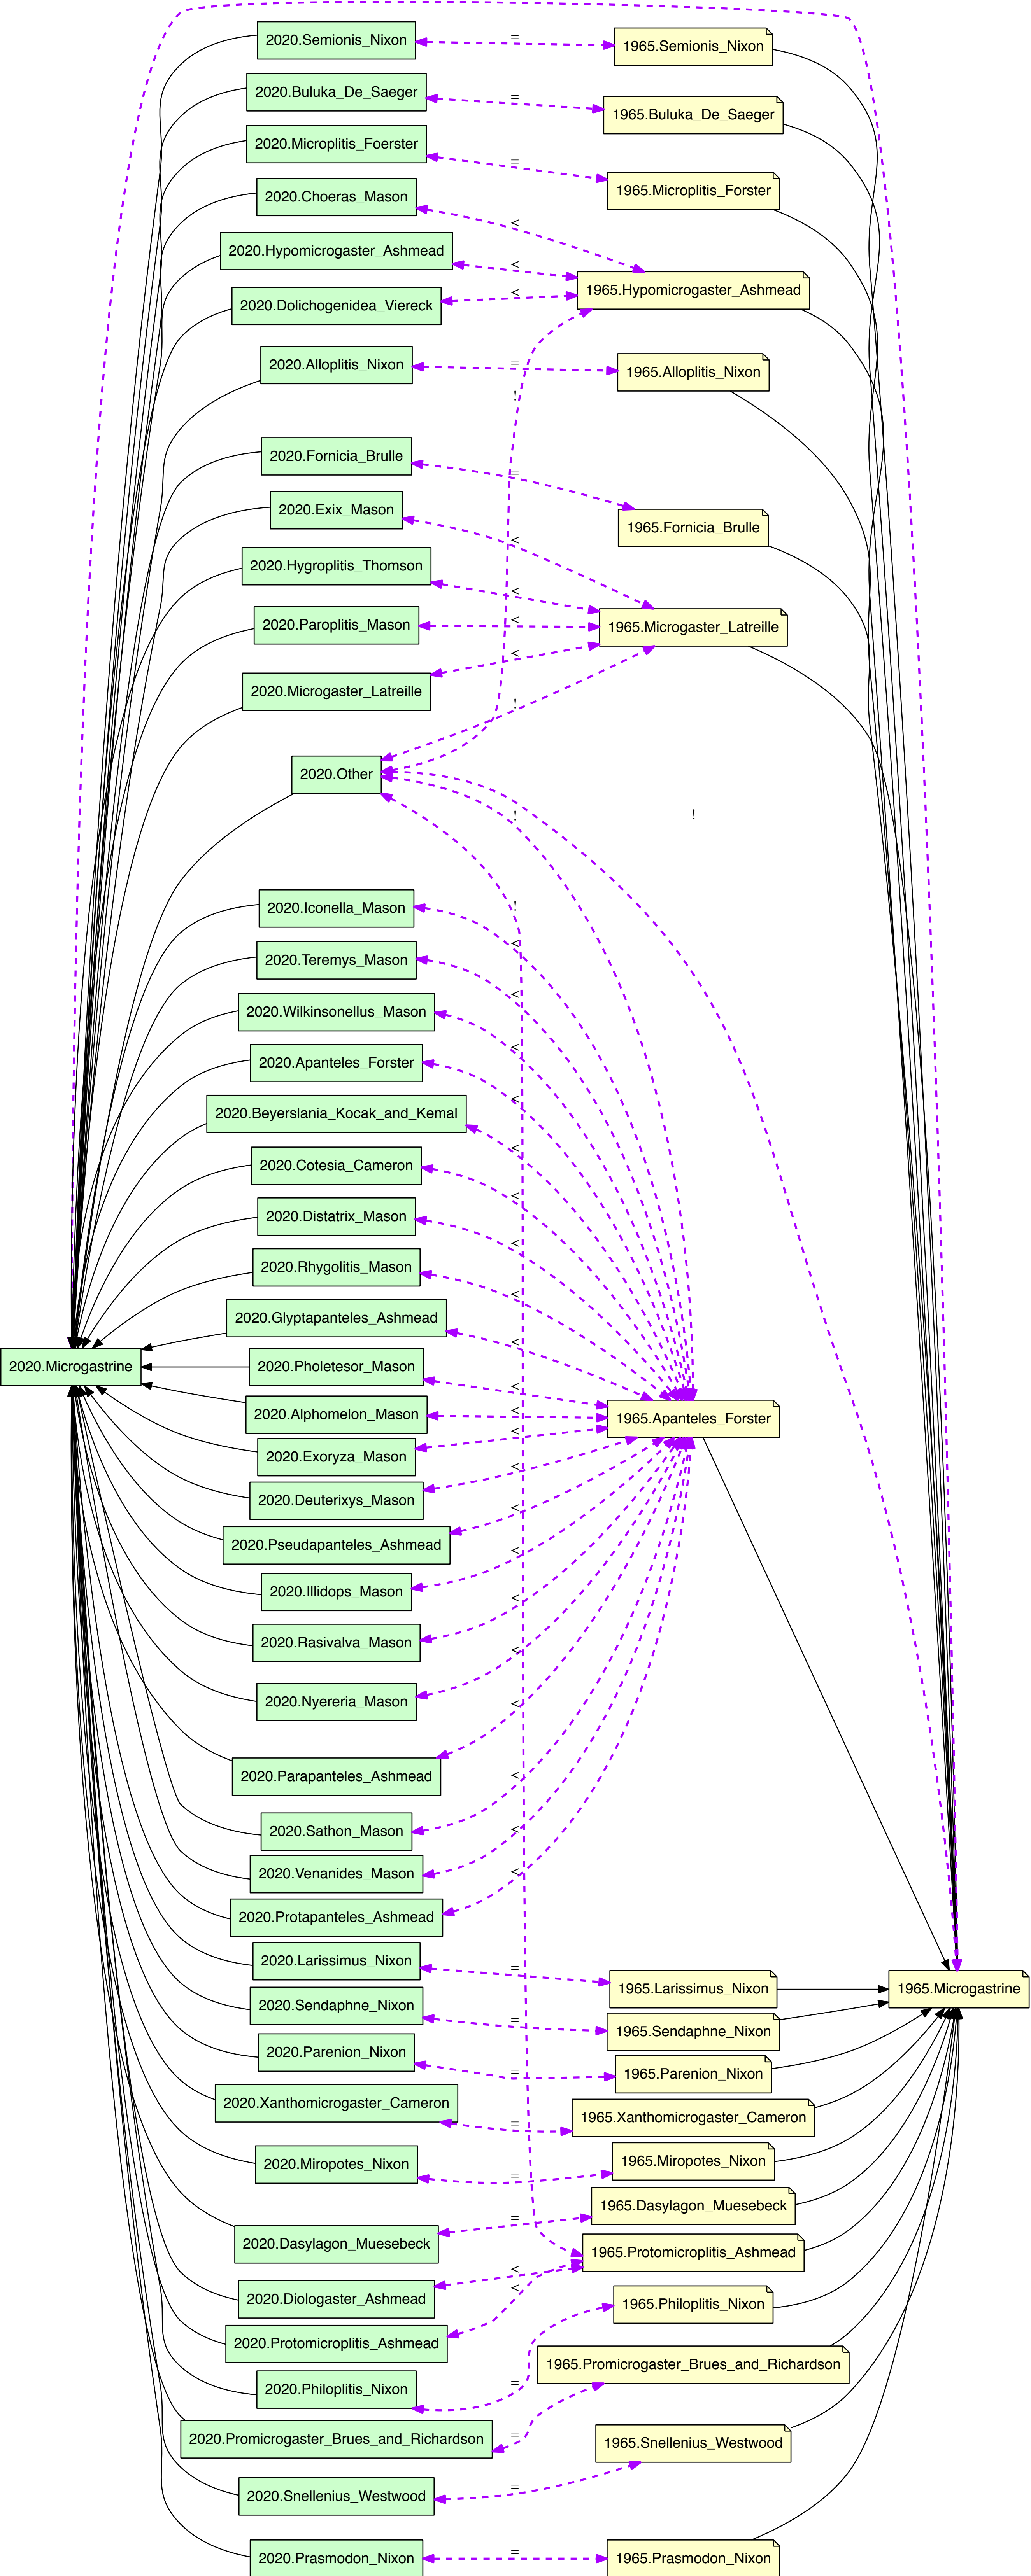 2020.Semionis_Nixon
=
1965.Semionis_Nixon
2020.Buluka_De_Saeger
=
1965.Buluka_De_Saeger
2020.Microplitis_Foerster
=
1965.Microplitis_Forster
2020.Choeras_Mason
<
2020.Hypomicrogaster_Ashmead
<
1965.Hypomicrogaster_Ashmead
2020.Dolichogenidea_Viereck
<
2020.Alloplitis_Nixon
=
1965.Alloplitis_Nixon
!
2020.Fornicia_Brulle
=
1965.Fornicia_Brulle
2020.Exix_Mason
<
2020.Hygroplitis_Thomson
<
2020.Paroplitis_Mason
<
1965.Microgaster_Latreille
2020.Microgaster_Latreille
<
!
2020.Other
!
!
!
2020.Iconella_Mason
<
2020.Teremys_Mason
<
2020.Wilkinsonellus_Mason
<
2020.Apanteles_Forster
<
2020.Beyerslania_Kocak_and_Kemal
<
2020.Cotesia_Cameron
<
2020.Distatrix_Mason
<
2020.Rhygolitis_Mason
<
2020.Glyptapanteles_Ashmead
<
2020.Microgastrine
2020.Pholetesor_Mason
<
2020.Alphomelon_Mason
<
1965.Apanteles_Forster
2020.Exoryza_Mason
<
2020.Deuterixys_Mason
<
2020.Pseudapanteles_Ashmead
<
2020.Illidops_Mason
<
2020.Rasivalva_Mason
<
2020.Nyereria_Mason
<
2020.Parapanteles_Ashmead
<
2020.Sathon_Mason
<
2020.Venanides_Mason
<
2020.Protapanteles_Ashmead
<
2020.Larissimus_Nixon
=
1965.Larissimus_Nixon
1965.Microgastrine
2020.Sendaphne_Nixon
=
1965.Sendaphne_Nixon
2020.Parenion_Nixon
=
1965.Parenion_Nixon
2020.Xanthomicrogaster_Cameron
=
1965.Xanthomicrogaster_Cameron
2020.Miropotes_Nixon
=
1965.Miropotes_Nixon
2020.Dasylagon_Muesebeck
=
1965.Dasylagon_Muesebeck
1965.Protomicroplitis_Ashmead
2020.Diologaster_Ashmead
<
2020.Protomicroplitis_Ashmead
<
1965.Philoplitis_Nixon
2020.Philoplitis_Nixon
=
1965.Promicrogaster_Brues_and_Richardson
2020.Promicrogaster_Brues_and_Richardson
=
1965.Snellenius_Westwood
2020.Snellenius_Westwood
=
2020.Prasmodon_Nixon
=
1965.Prasmodon_Nixon